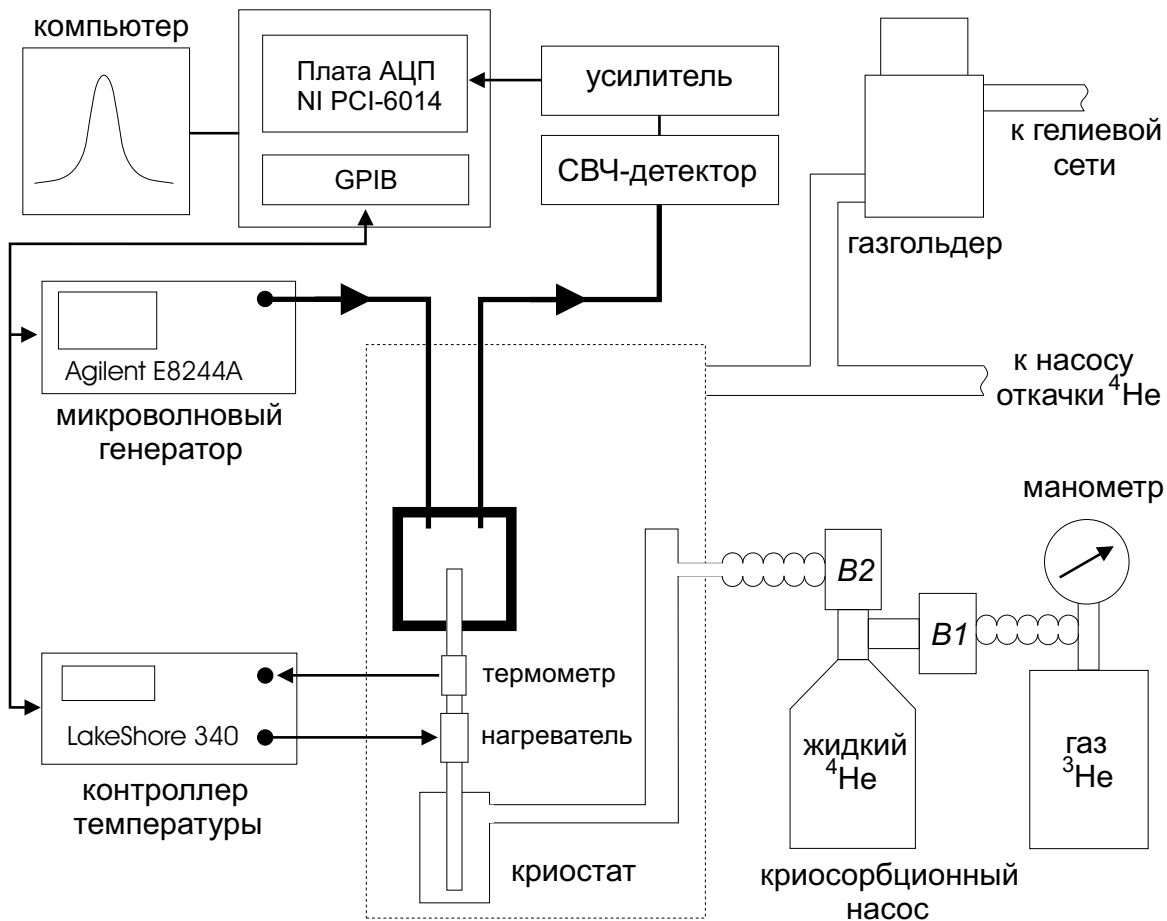 компьютер
Плата АЦП
NI PCI-6014
GPIB
усилитель
СВЧ-детектор
к гелиевой
сети
газгольдер
Agilent E8244A
микроволновый
генератор
к насосу
откачки ⁴He
манометр
B2
B1
термометр
LakeShore 340
нагреватель
контроллер
температуры
жидкий
⁴He
газ
³He
криостат
криосорбционный
насос